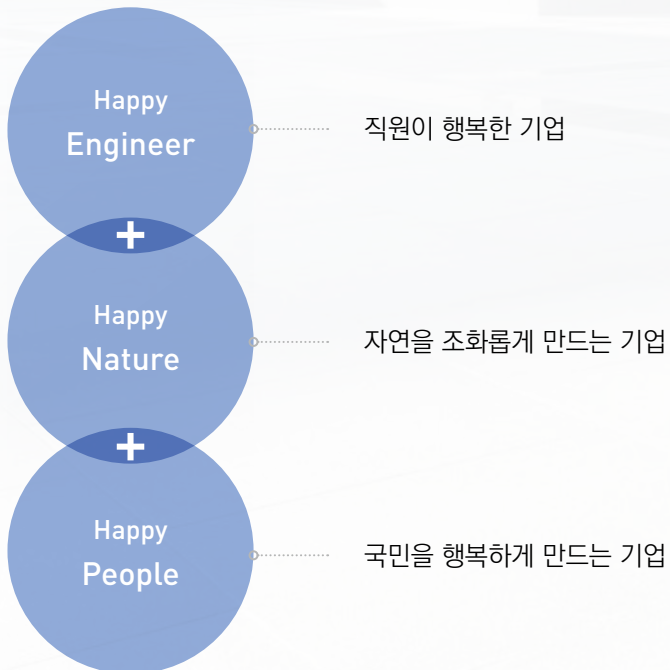 Happy
Engineer
직원이 행복한 기업
+
Happy
Nature
자연을 조화롭게 만드는 기업
+
Happy
People
국민을 행복하게 만드는 기업